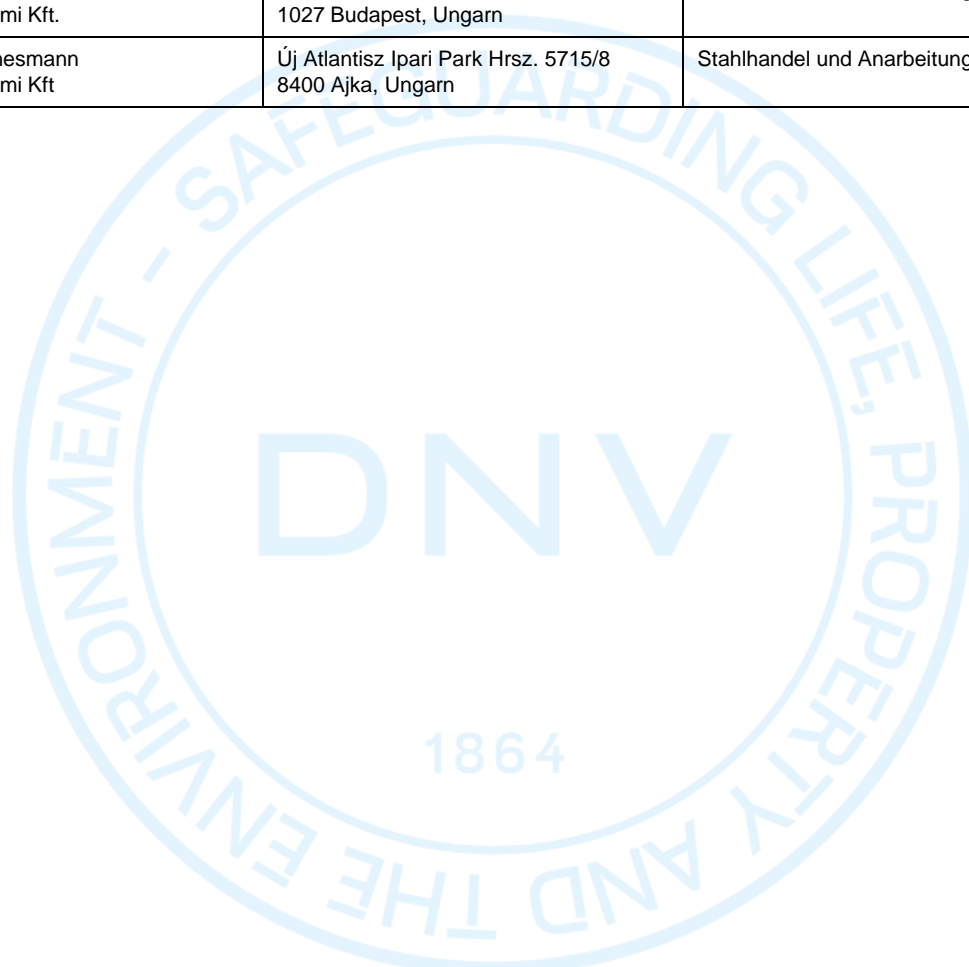 mi Kft.
1027 Budapest, Ungarn
nesmann
mi Kft
Új Atlantisz Ipari Park Hrsz. 5715/8
8400 Ajka, Ungarn
Stahlhandel und Anarbeitung
SAFEGUARDING LIFE, PROPERTY AND THE ENVIRONMENT -
DNV
1864